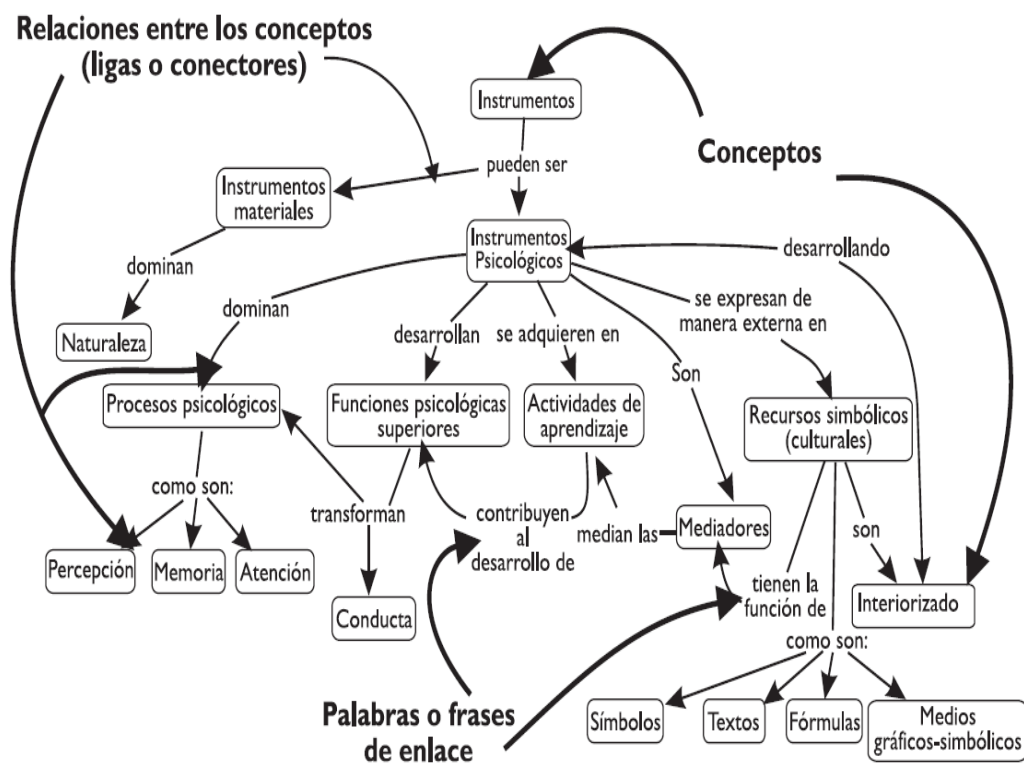 Relaciones entre los conceptos
(ligas o conectores)
Instrumentos
Conceptos
pueden ser
Instrumentos
materiales
Instrumentos
Psicológicos
desarrollando
dominan
dominan
se expresan de
manera externa en
desarrollan
se adquieren en
Naturaleza
Son
Procesos psicológicos
Funciones psicológicas
superiores
Actividades de
aprendizaje
Recursos simbólicos
(culturales)
como son:
transforman
contribuyen
al
desarrollo de
median las
Mediadores
son
Percepción
Memoria
Atención
tienen la
función de
Interiorizado
Conducta
como son:
Palabras o frases
de enlace
Símbolos
Textos
Fórmulas
Medios
gráficos-simbólicos